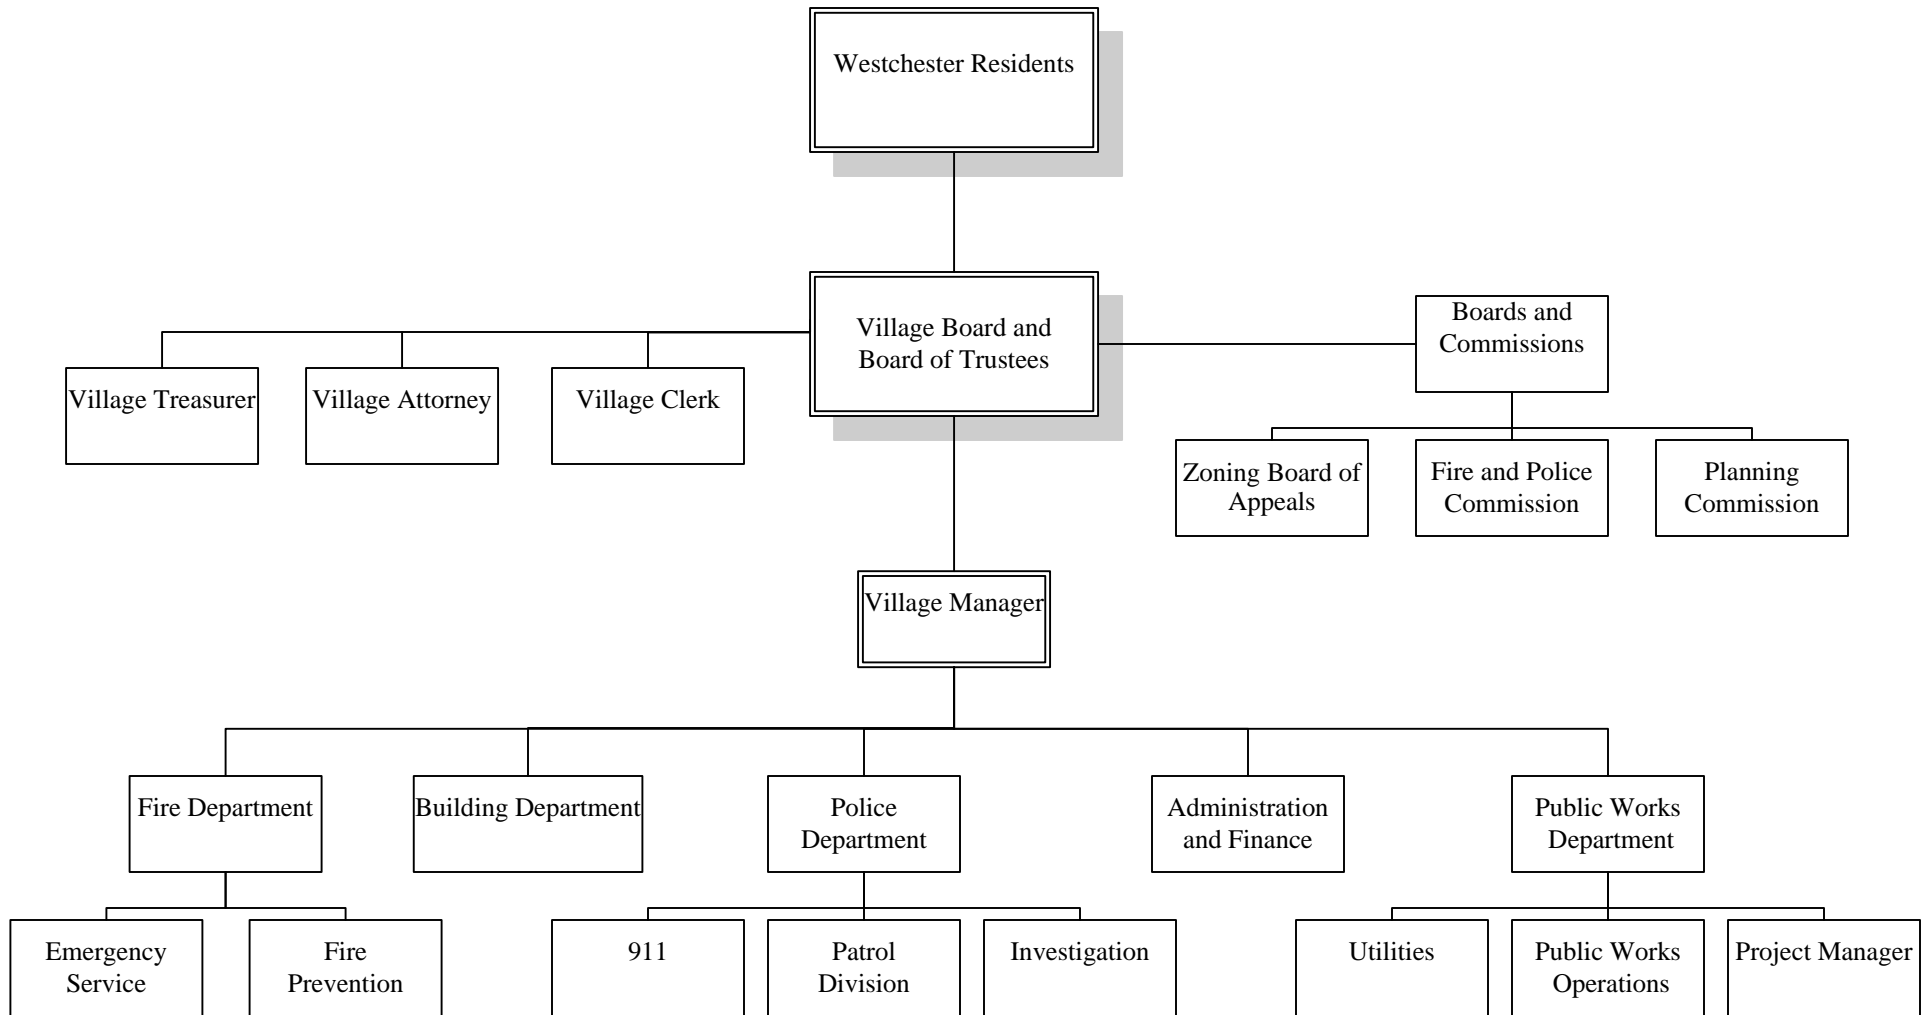 Westchester Residents
Village Board and
Board of Trustees
Boards and
Commissions
Village Treasurer
Village Attorney
Village Clerk
Zoning Board of
Appeals
Fire and Police
Commission
Planning
Commission
Village Manager
Fire Department
Building Department
Police
Department
Administration
and Finance
Public Works
Department
Emergency
Service
Fire
Prevention
911
Patrol
Division
Investigation
Utilities
Public Works
Operations
Project Manager